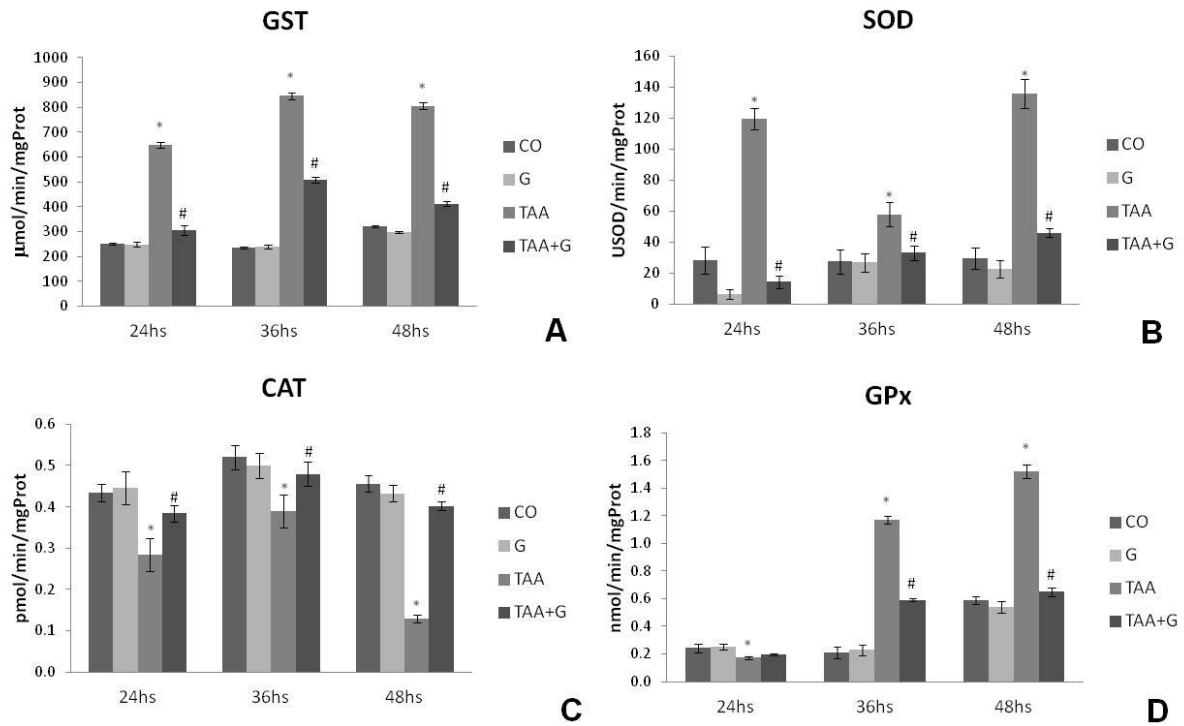 GST
1000
900
800
700
600
500
400
300
200
100
0
µmol/min/mgProt
*
*
*
#
#
#
24hs
36hs
48hs
CO
G
TAA
TAA+G
A
SOD
160
140
120
100
80
60
40
20
0
USOD/min/mgProt
*
*
*
#
#
#
24hs
36hs
48hs
CO
G
TAA
TAA+G
B
CAT
0.6
0.5
0.4
0.3
0.2
0.1
0.0
pmol/min/mgProt
*
#
*
#
*
#
24hs
36hs
48hs
CO
G
TAA
TAA+G
C
GPx
1.8
1.6
1.4
1.2
1.0
0.8
0.6
0.4
0.2
0.0
nmol/min/mgProt
*
*
#
*
#
24hs
36hs
48hs
CO
G
TAA
TAA+G
D